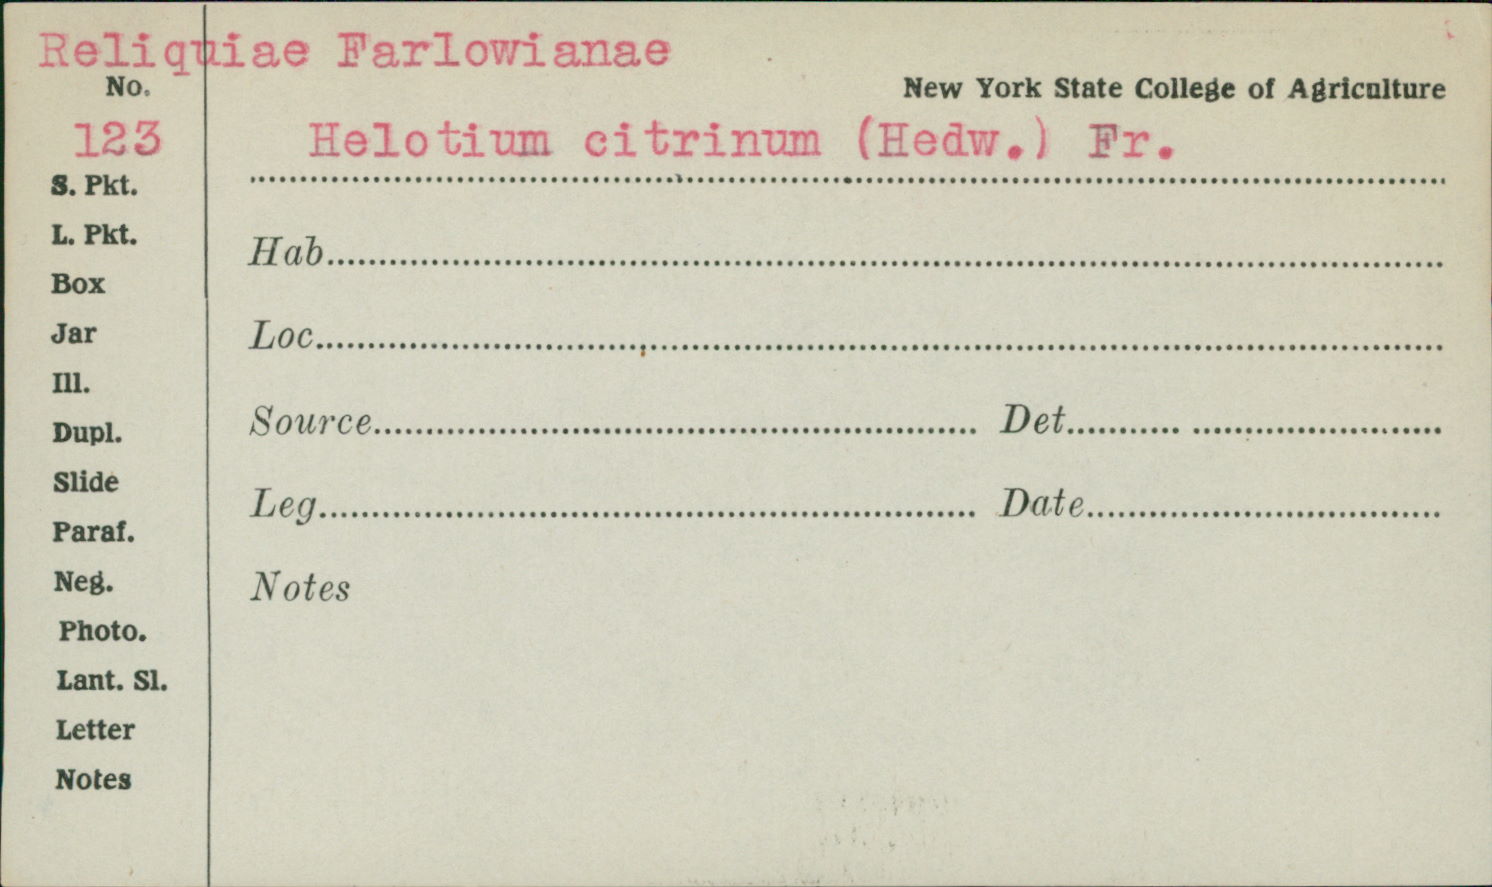 Reliquiae Farlowianae
No.
New York State College of Agriculture
123
Helotium citrinum (Hedw.) Fr.
S. Pkt.
L. Pkt.
Hab
Box
Jar
Loc
Ill.
Dupl.
Source Det
Slide
Leg Date
Paraf.
Neg.
Notes
Photo.
Lant. Sl.
Letter
Notes